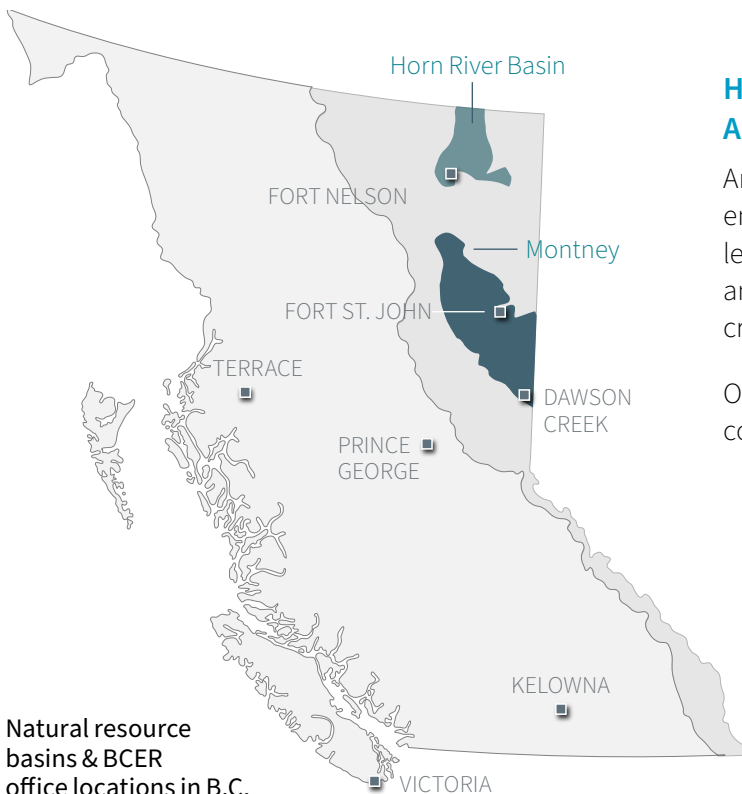 Horn River Basin
FORT NELSON
Montney
FORT ST. JOHN
TERRACE
DAWSON
CREEK
PRINCE
GEORGE
KELOWNA
VICTORIA
Natural resource
basins & BCER
office locations in B.C.